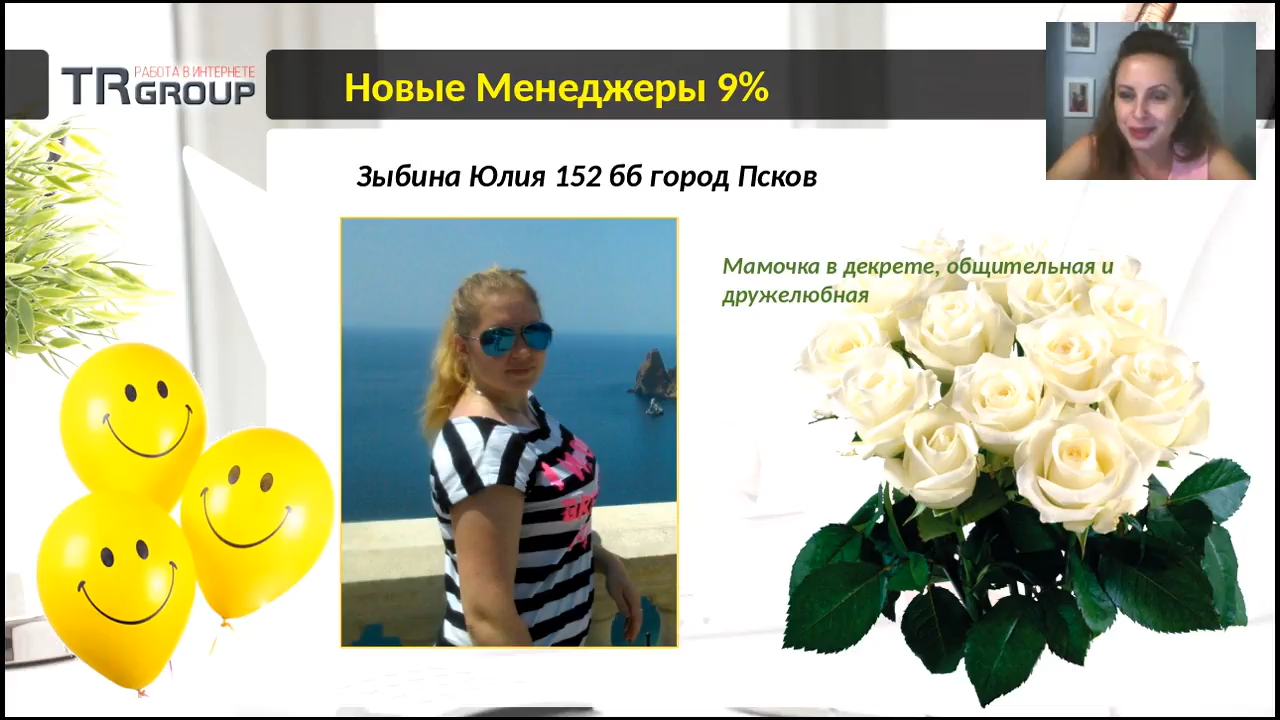 РАБОТА В ИНТЕРНЕТЕ
TR GROUP
Новые Менеджеры 9%
Зыбина Юлия 152 бб город Псков
Мамочка в декрете, общительная и
дружелюбная